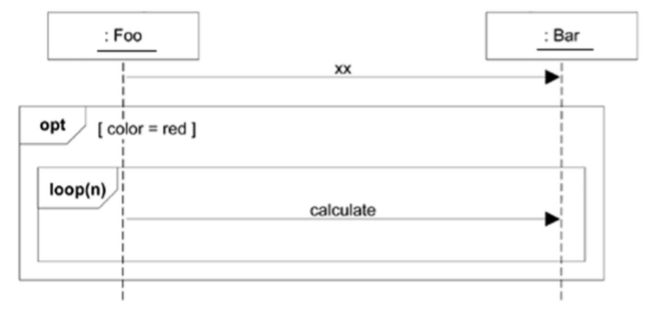 : Foo
: Bar
xx
opt
[ color = red ]
loop(n)
calculate